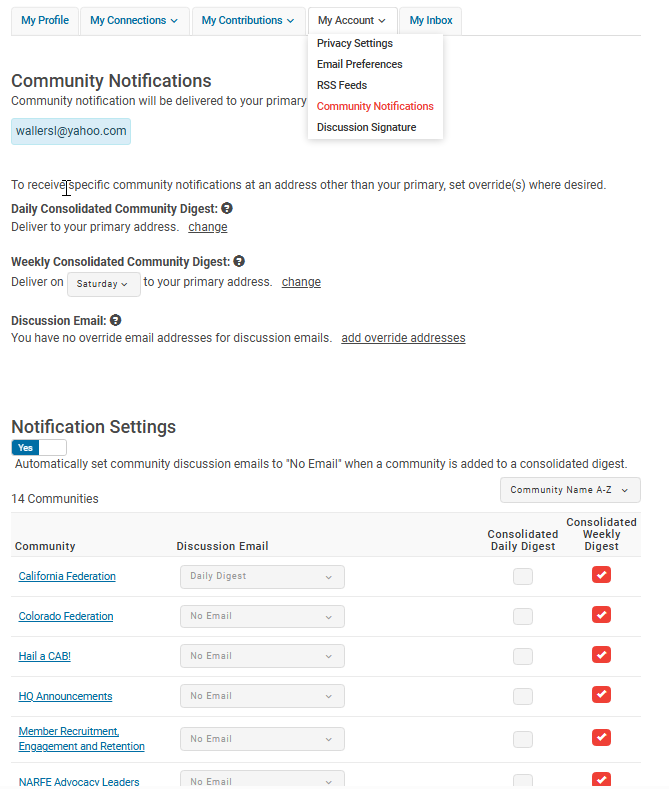 My Profile
My Connections
My Contributions
My Account
My Inbox
Privacy Settings
Email Preferences
RSS Feeds
Community Notifications
Discussion Signature
Community Notifications
Community notification will be delivered to your primary
wallersl@yahoo.com
To receive specific community notifications at an address other than your primary, set override(s) where desired.
Daily Consolidated Community Digest:
Deliver to your primary address. change
Weekly Consolidated Community Digest:
Deliver on Saturday to your primary address. change
Discussion Email:
You have no override email addresses for discussion emails. add override addresses
Notification Settings
Yes
Automatically set community discussion emails to "No Email" when a community is added to a consolidated digest.
14 Communities
Community Name A-Z
Community
Discussion Email
Consolidated
Daily Digest
Consolidated
Weekly
Digest
California Federation
Daily Digest
Colorado Federation
No Email
Hail a CAB!
No Email
HQ Announcements
No Email
Member Recruitment,
Engagement and Retention
No Email
NARFE Advocacy Leaders
No Email